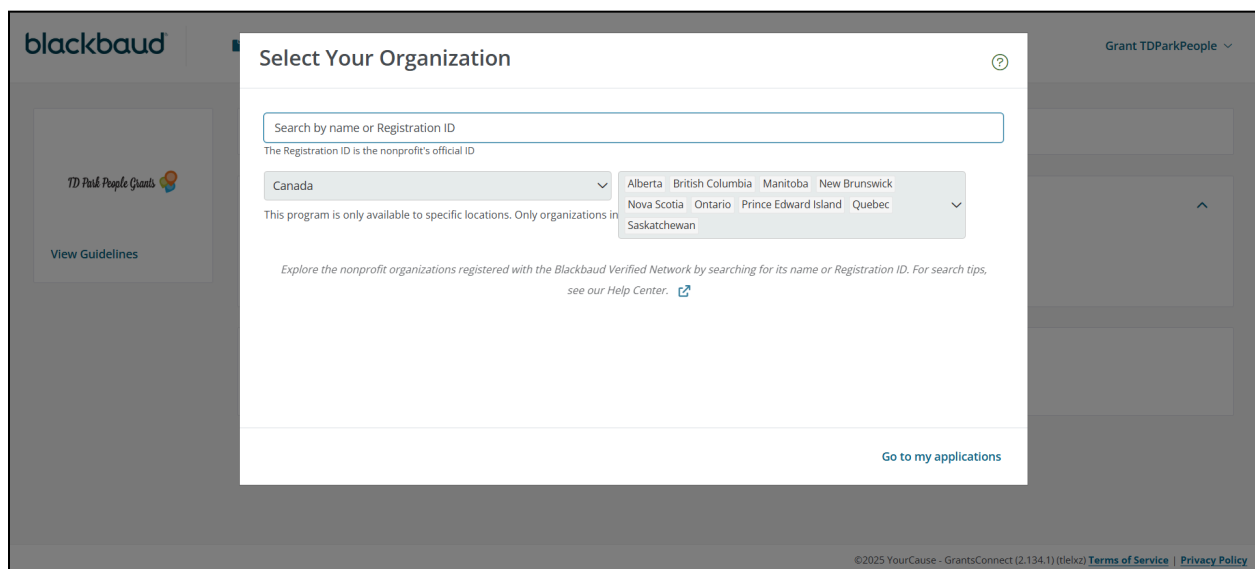 blackbaud
Grant TDParkPeople
Select Your Organization
Search by name or Registration ID
The Registration ID is the nonprofit's official ID
TD Park People Grants
Canada
Alberta British Columbia Manitoba New Brunswick
Nova Scotia Ontario Prince Edward Island Quebec
Saskatchewan
This program is only available to specific locations. Only organizations in
View Guidelines
Explore the nonprofit organizations registered with the Blackbaud Verified Network by searching for its name or Registration ID. For search tips,
see our Help Center.
Go to my applications
©2025 YourCause - GrantsConnect (2.134.1) (tlelxz) Terms of Service | Privacy Policy